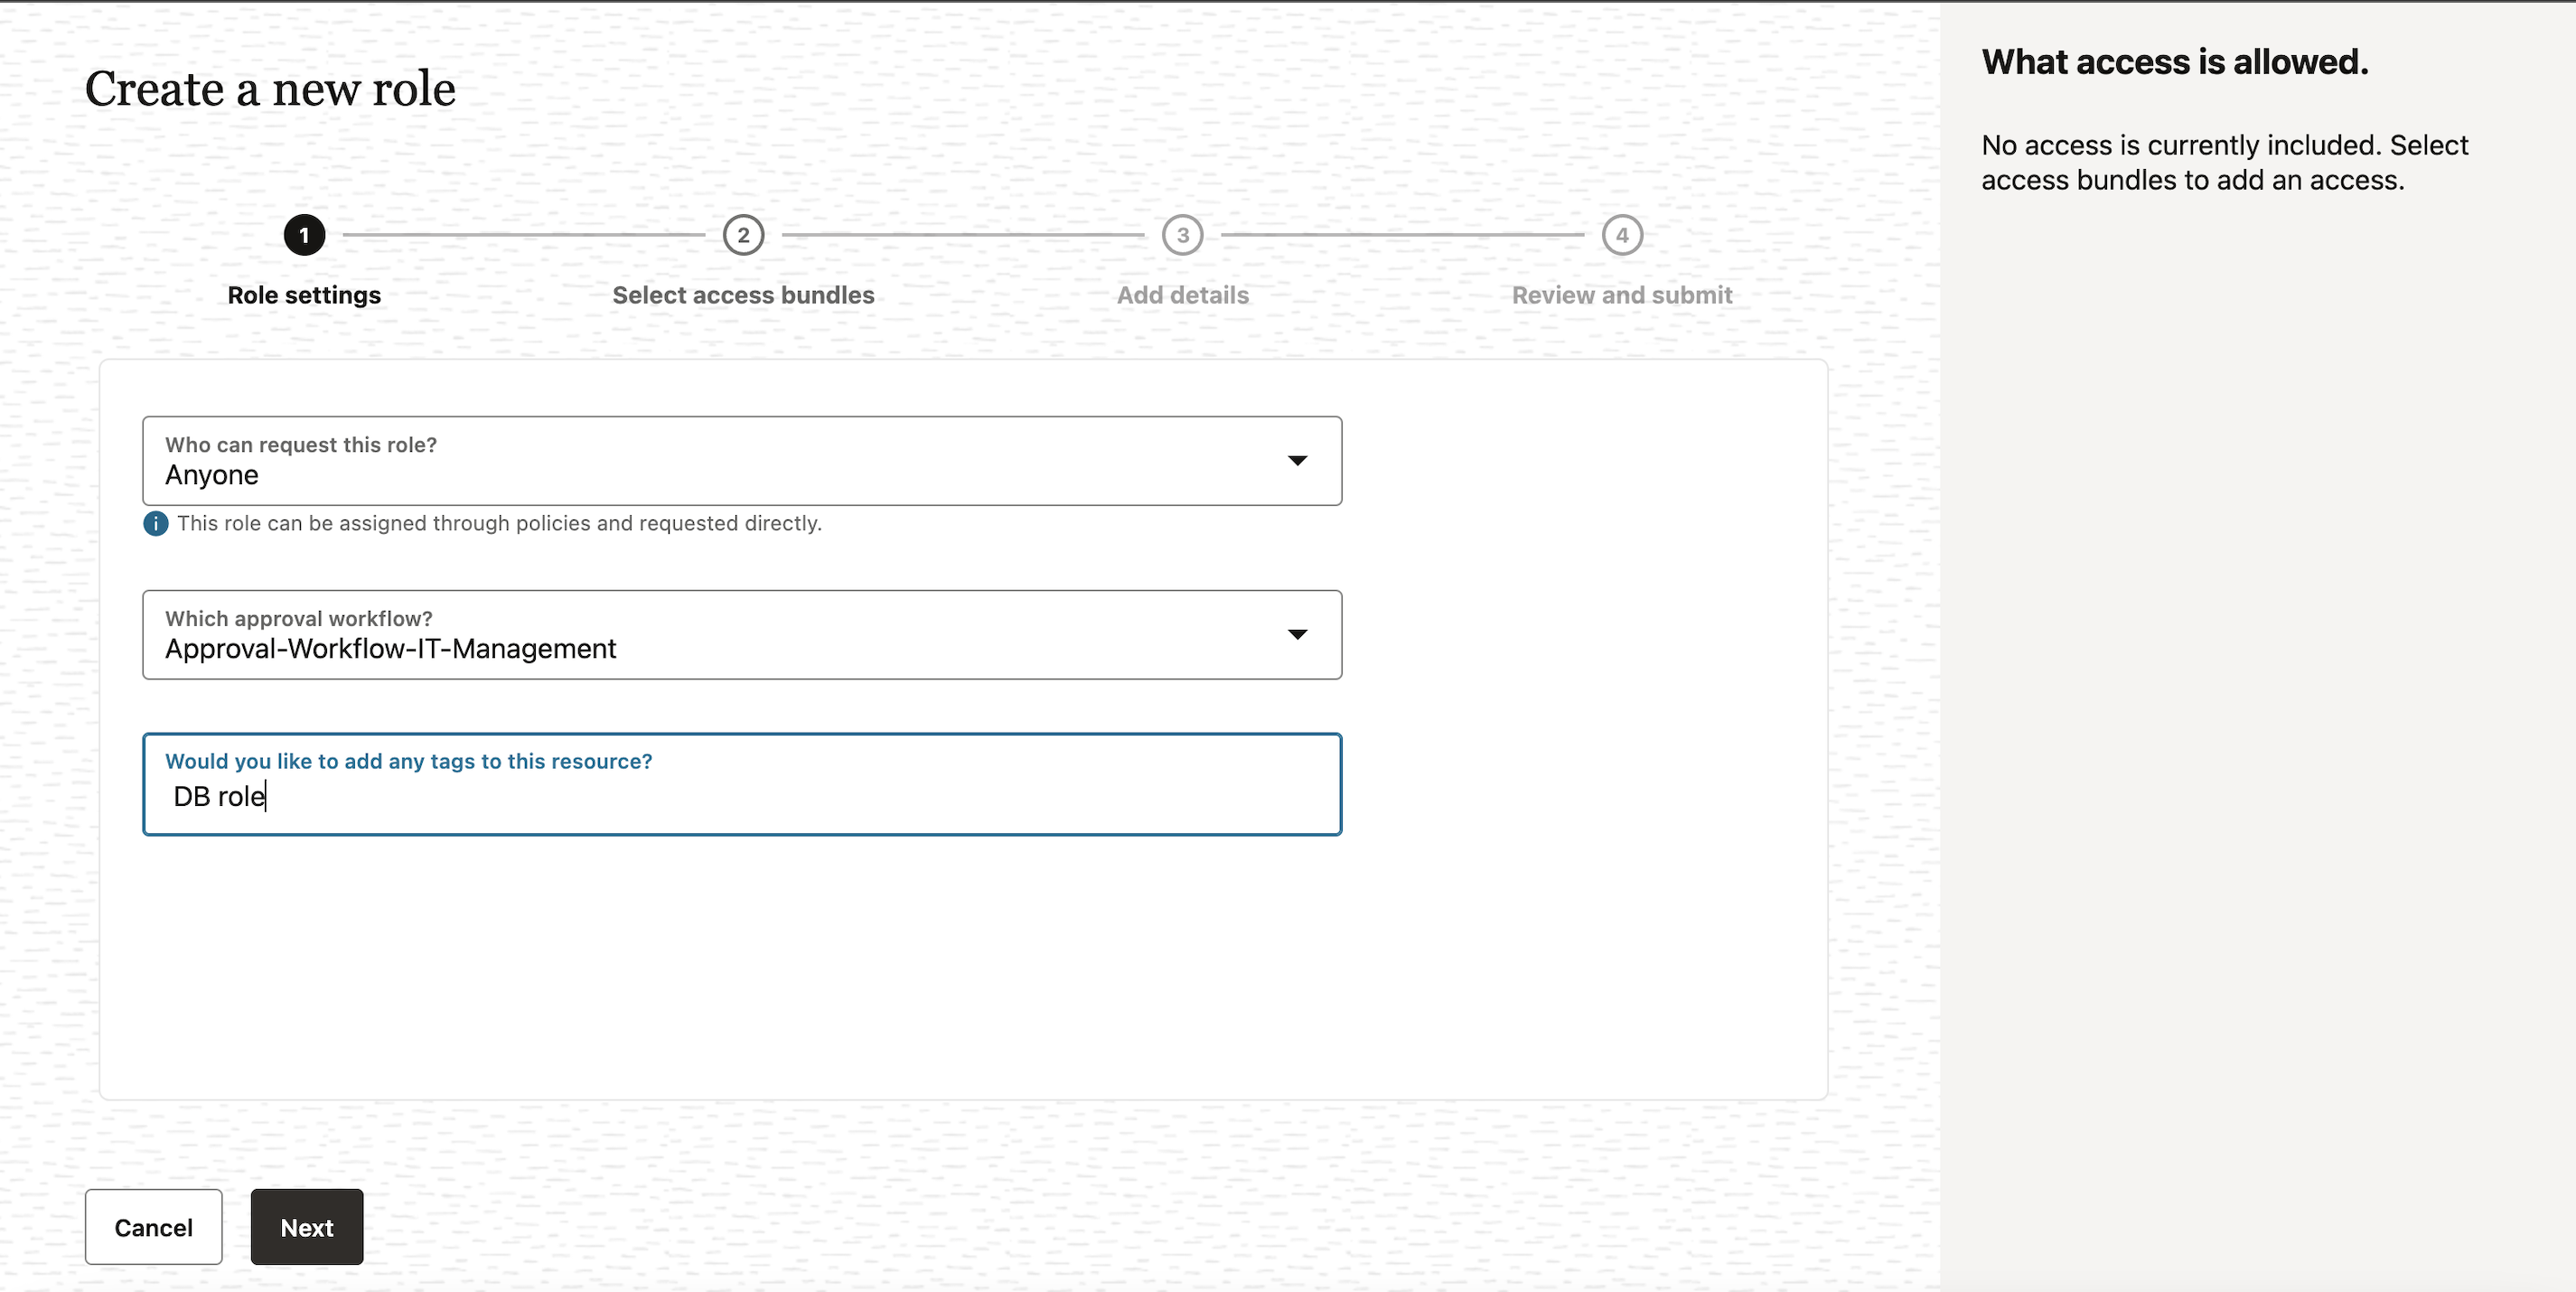 Create a new role
1
2
3
4
Role settings
Select access bundles
Add details
Review and submit
Who can request this role?
Anyone
i This role can be assigned through policies and requested directly.
Which approval workflow?
Approval-Workflow-IT-Management
Would you like to add any tags to this resource?
DB role
Cancel
Next
What access is allowed.
No access is currently included. Select
access bundles to add an access.